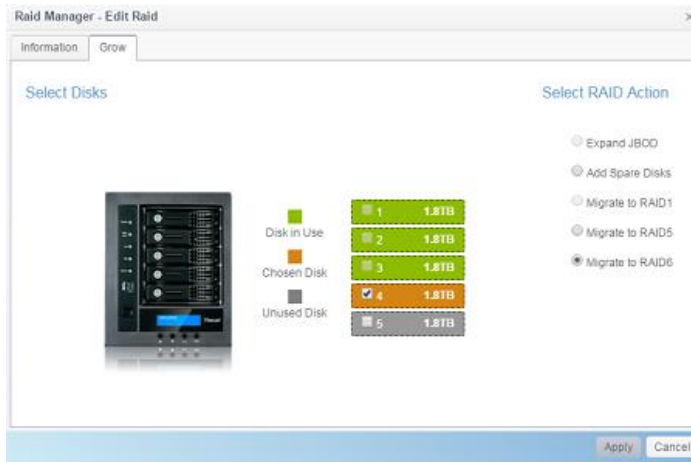 Raid Manager - Edit Raid
Information Grow
Select Disks
Select RAID Action
Disk in Use
Chosen Disk
Unused Disk
1 1.8TB
2 1.8TB
3 1.8TB
4 1.8TB
5 1.8TB
Expand JBOD
Add Spare Disks
Migrate to RAID1
Migrate to RAID5
Migrate to RAID6
Apply Cancel